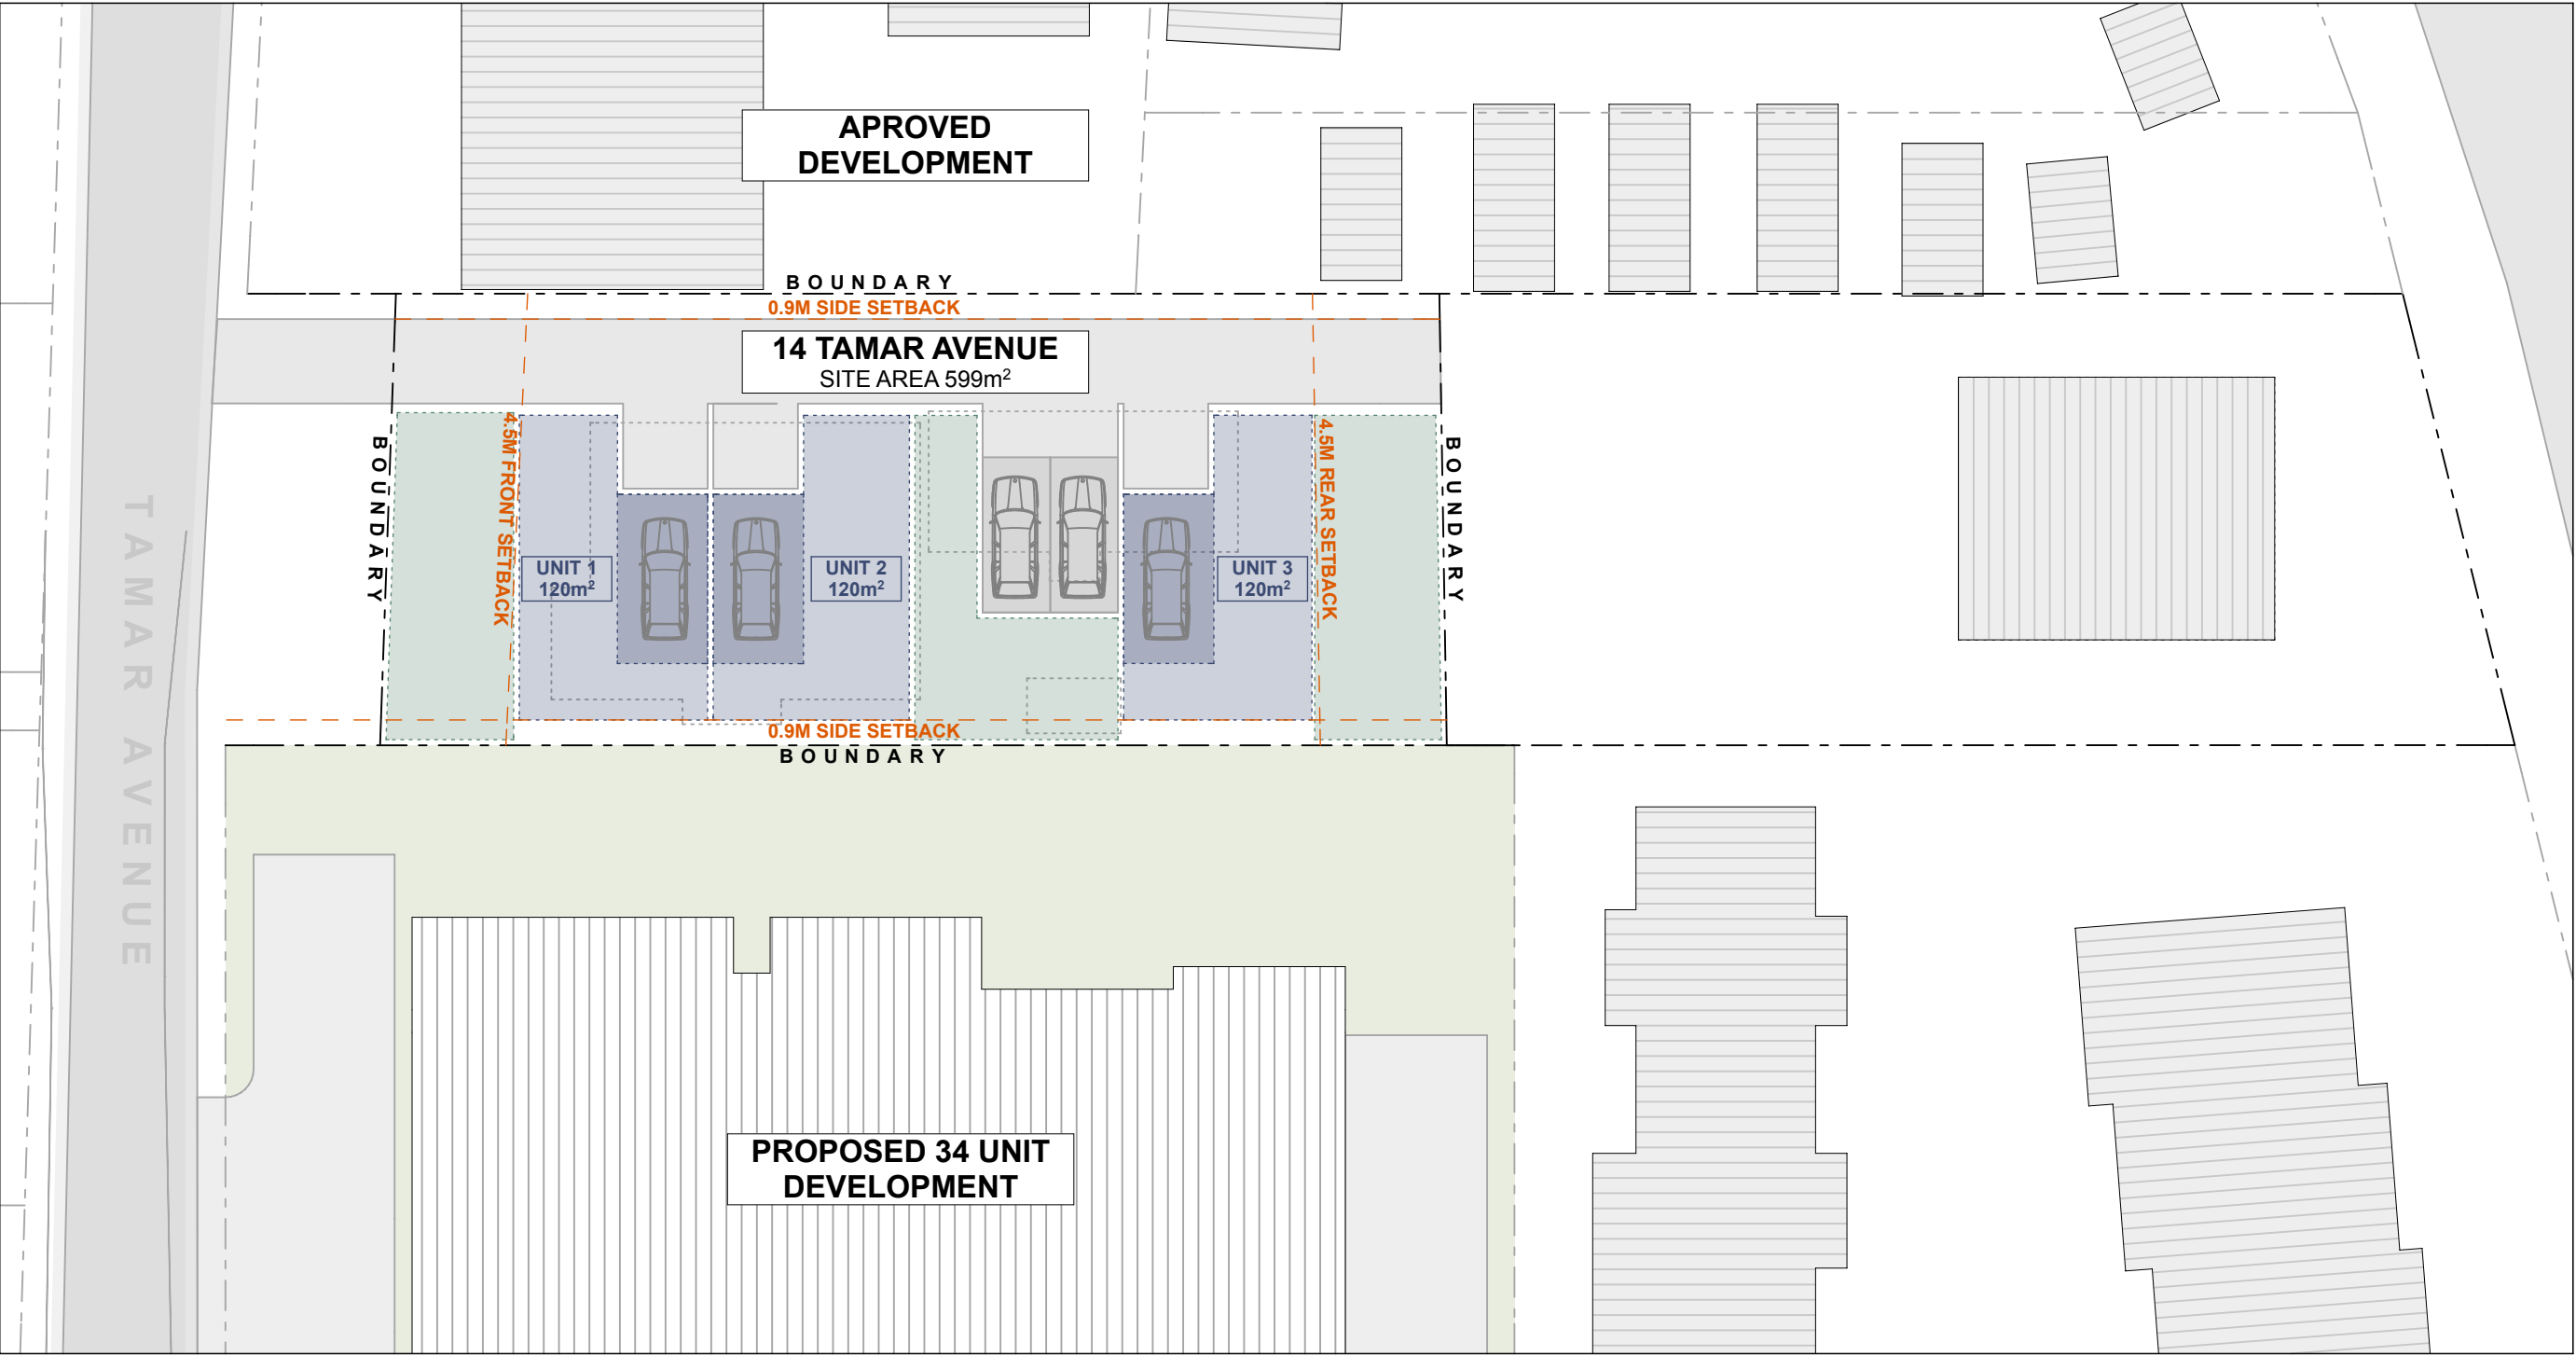 APROVED
DEVELOPMENT
BOUNDARY
0.9M SIDE SETBACK
14 TAMAR AVENUE
SITE AREA 599m²
BOUNDARY
4.5M FRONT SETBACK
4.5M REAR SETBACK
BOUNDARY
TAMAR AVENUE
UNIT 1
120m²
UNIT 2
120m²
UNIT 3
120m²
0.9M SIDE SETBACK
BOUNDARY
PROPOSED 34 UNIT
DEVELOPMENT